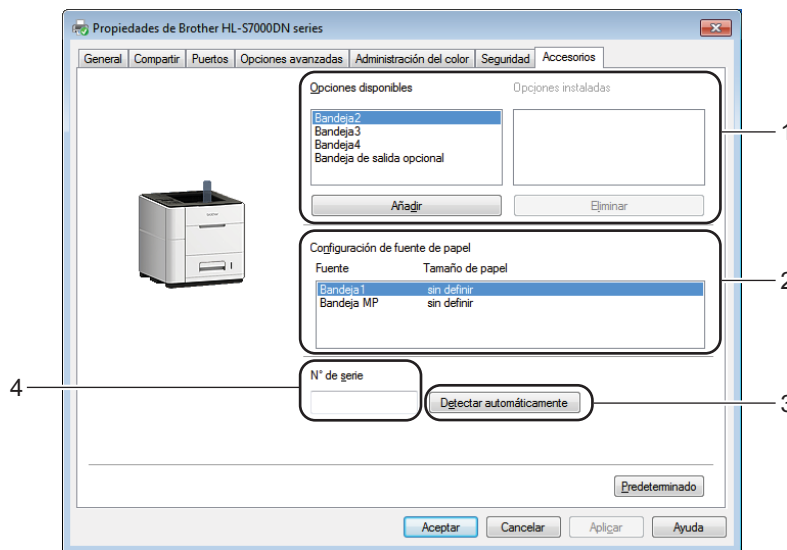 Propiedades de Brother HL-S7000DN series
General Compartir Puertos Opciones avanzadas Administración del color Seguridad Accesorios
Opciones disponibles
Opciones instaladas
Bandeja2
Bandeja3
Bandeja4
Bandeja de salida opcional
1
Añadir
Eliminar
Configuración de fuente de papel
Fuente Tamaño de papel
Bandeja1 sin definir
Bandeja MP sin definir
2
N° de serie
4
Detectar automáticamente
3
Predeterminado
Aceptar Cancelar Aplicar Ayuda